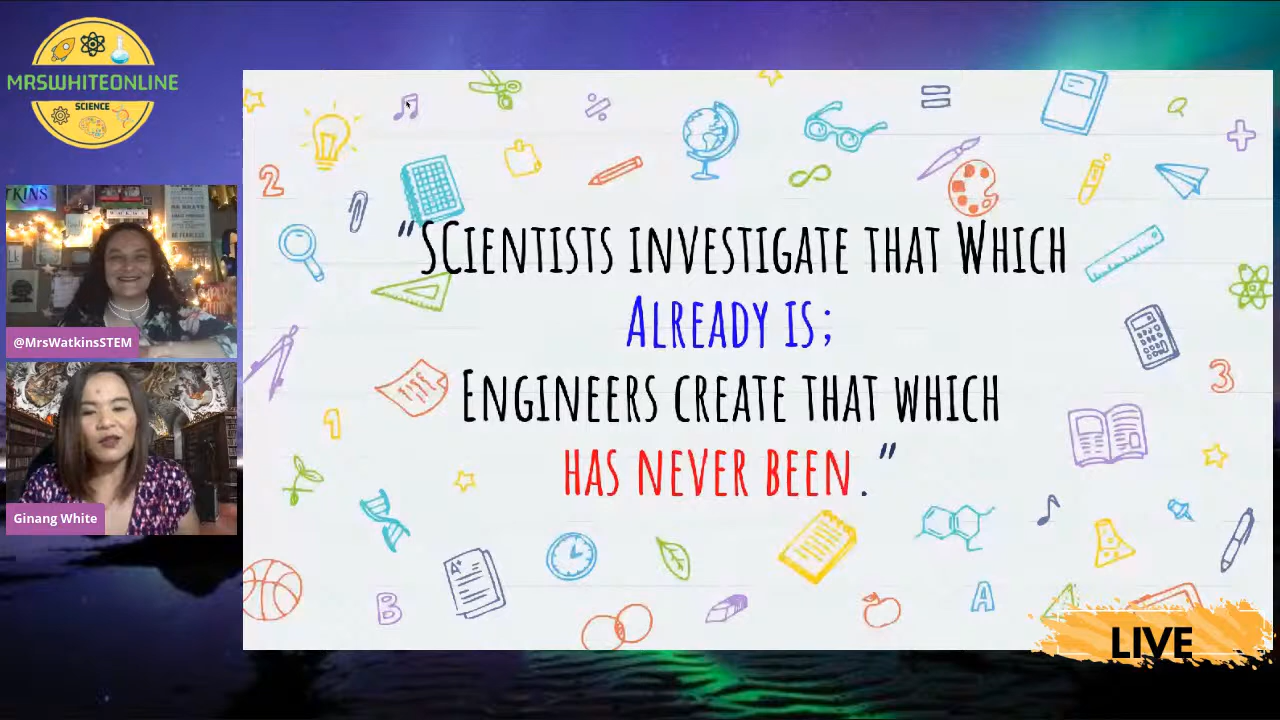 MRSWHITEONLINE
SCIENCE
@MrsWatkinsSTEM
Ginang White
"SCIENTISTS INVESTIGATE THAT WHICH
ALREADY IS;
ENGINEERS CREATE THAT WHICH
HAS NEVER BEEN."
2
1
3
A+
B
A
LIVE